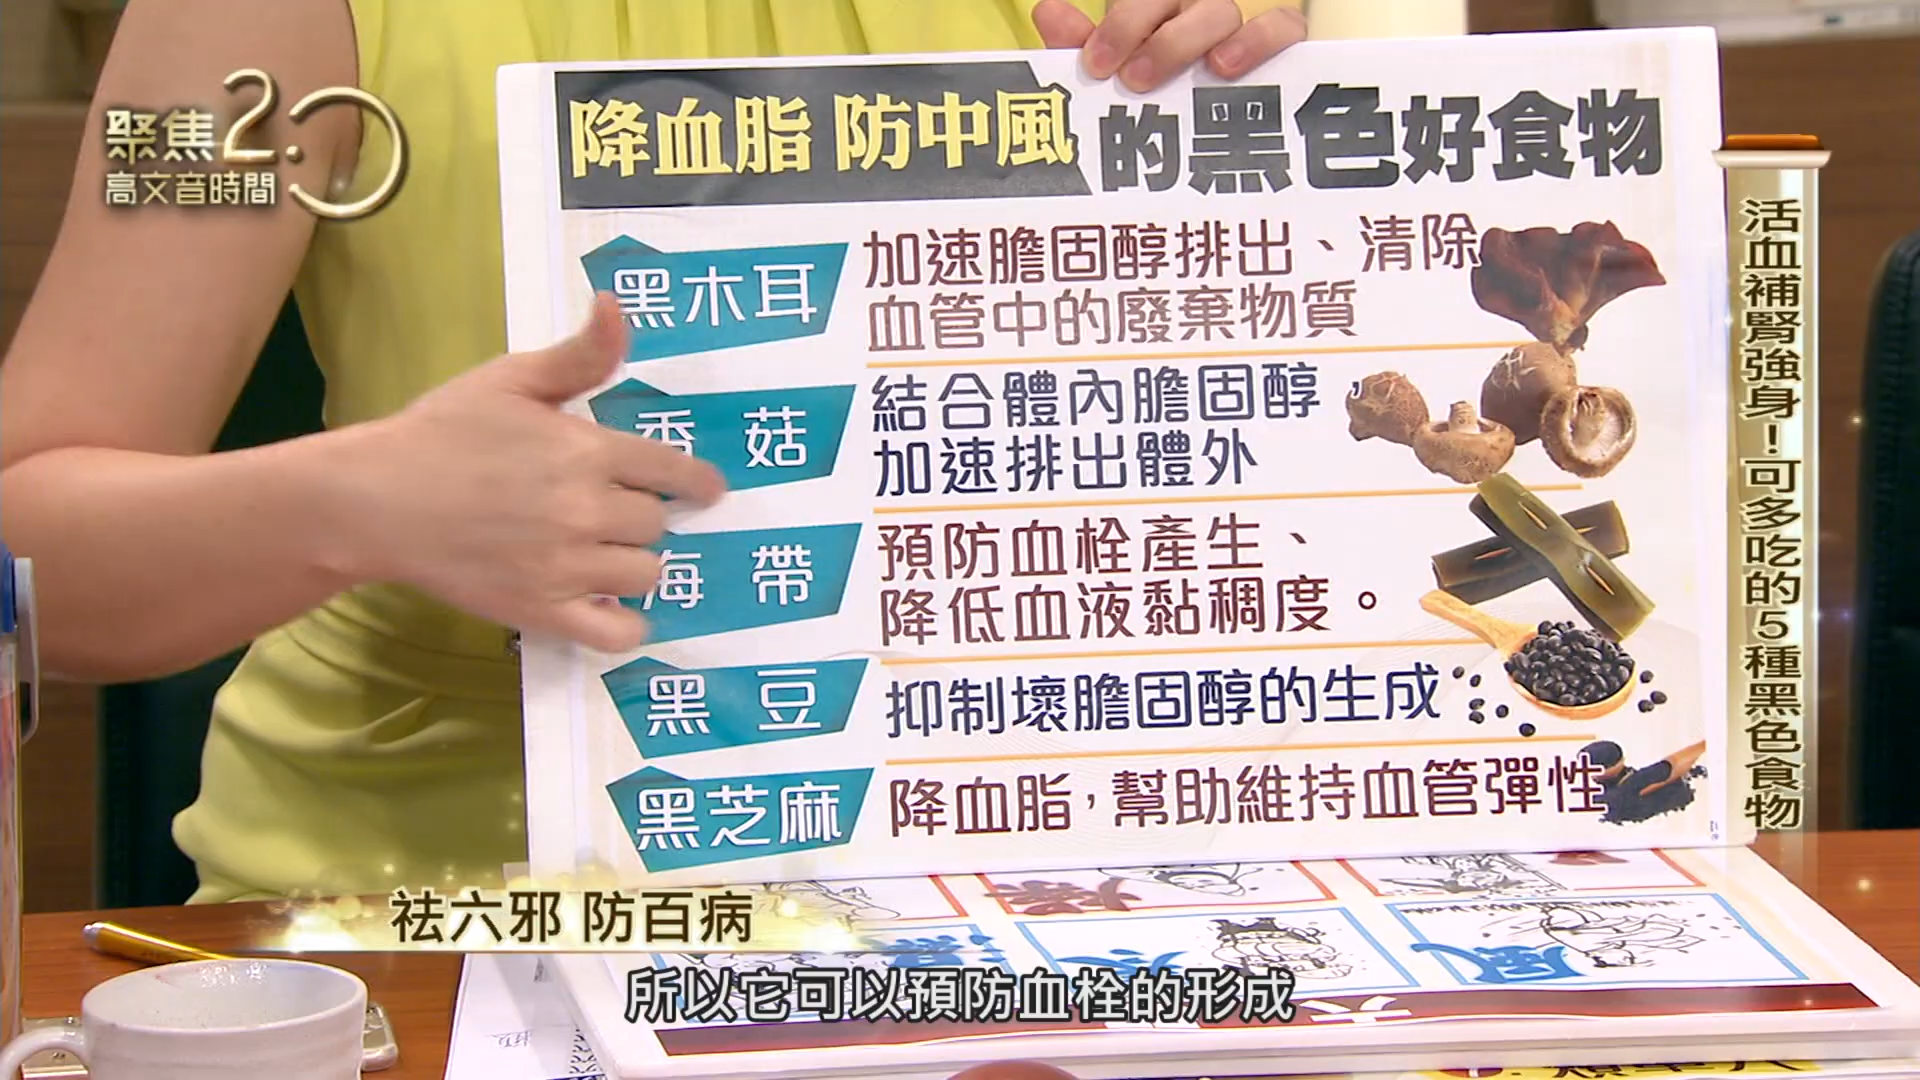 聚焦2.0
高文音時間
降血脂 防中風 的黑色好食物
黑木耳
加速膽固醇排出、清除
血管中的廢棄物質
香菇
結合體內膽固醇，
加速排出體外
海帶
預防血栓產生、
降低血液黏稠度。
黑豆
抑制壞膽固醇的生成
黑芝麻
降血脂，幫助維持血管彈性
活血補腎強身！可多吃的5種黑色食物
祛六邪 防百病
風
所以它可以預防血栓的形成